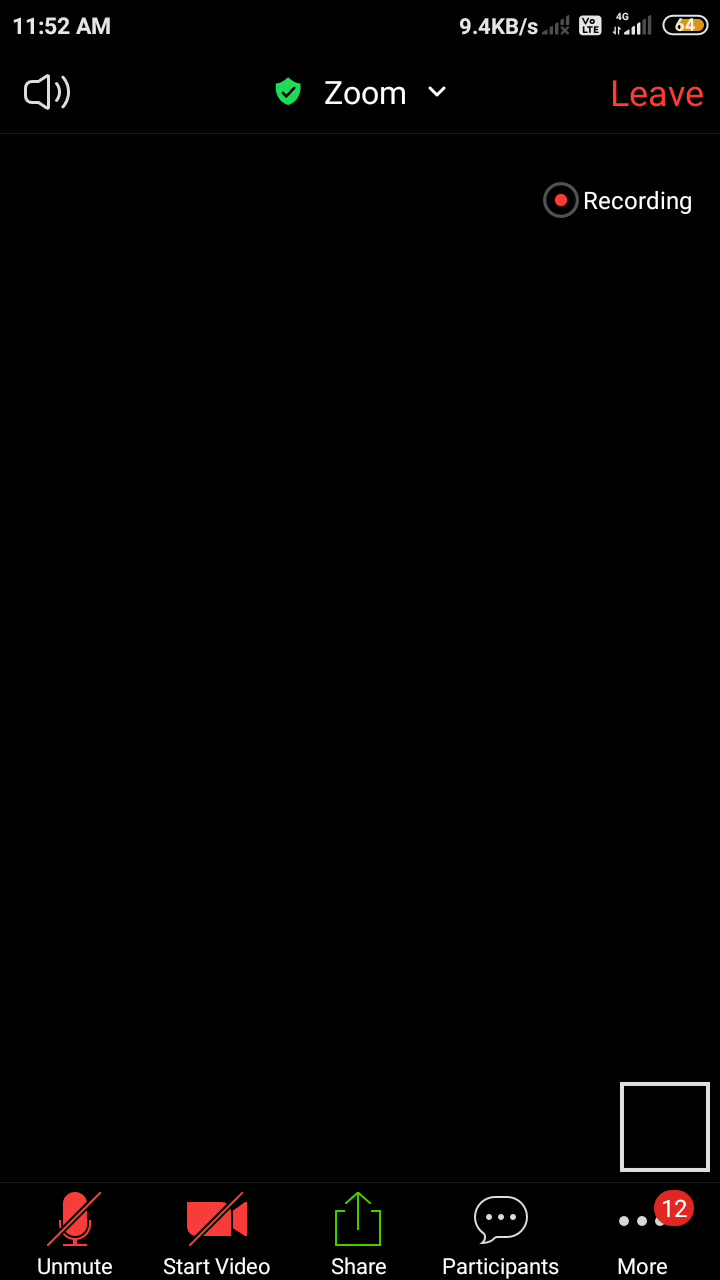 11:52 AM 9.4KB/s Vo LTE 4G 64
Zoom Leave
Recording
12
Unmute Start Video Share Participants More